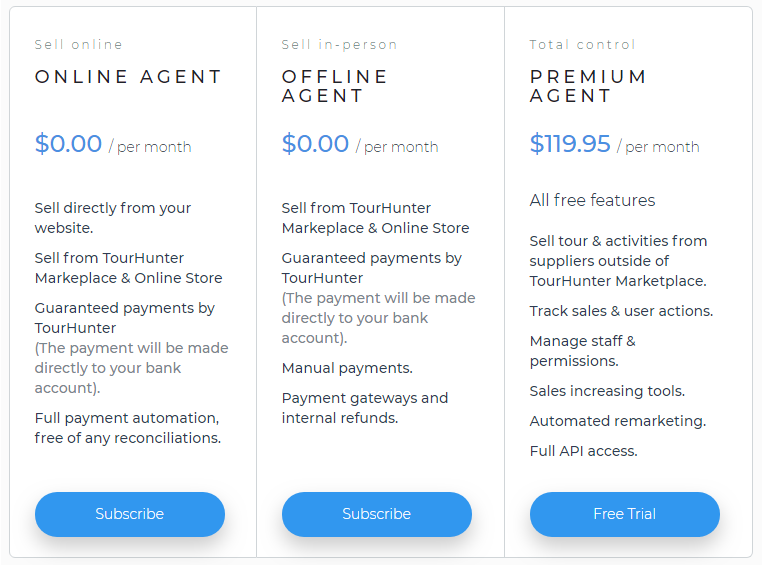 Sell online
ONLINE AGENT
$0.00 / per month
Sell directly from your
website.
Sell from TourHunter
Markeplace & Online Store
Guaranteed payments by
TourHunter
(The payment will be made
directly to your bank
account).
Full payment automation,
free of any reconciliations.
Subscribe
Sell in-person
OFFLINE
AGENT
$0.00 / per month
Sell from TourHunter
Markeplace & Online Store
Guaranteed payments by
TourHunter
(The payment will be made
directly to your bank
account).
Manual payments.
Payment gateways and
internal refunds.
Subscribe
Total control
PREMIUM
AGENT
$119.95 / per month
All free features
Sell tour & activities from
suppliers outside of
TourHunter Marketplace.
Track sales & user actions.
Manage staff &
permissions.
Sales increasing tools.
Automated remarketing.
Full API access.
Free Trial